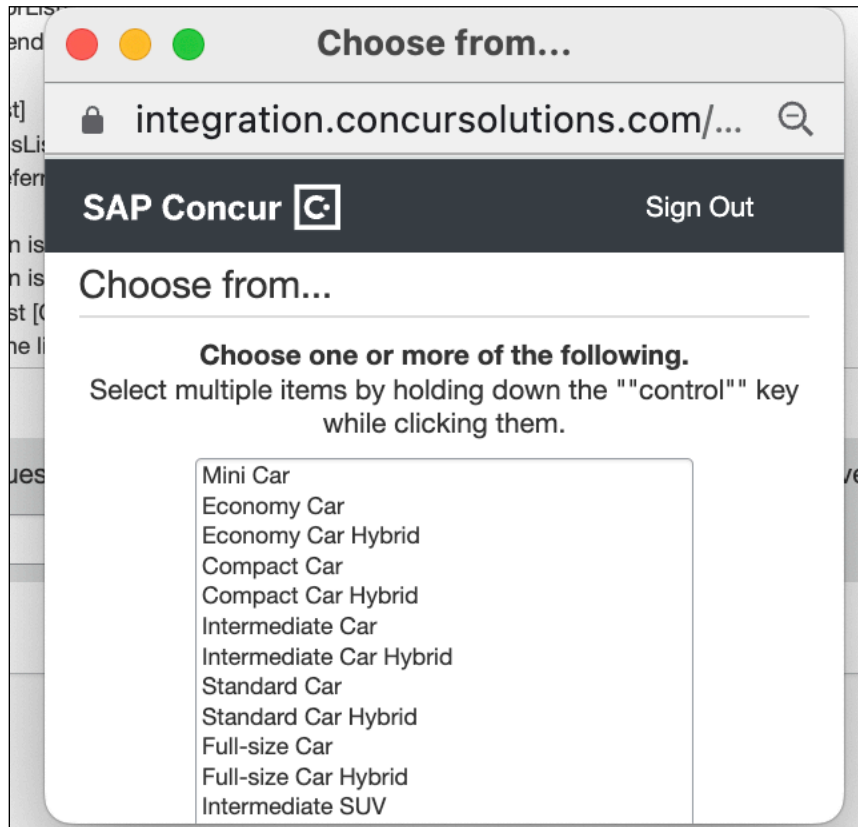 Choose from...
integration.concursolutions.com/...
SAP Concur C
Sign Out
Choose from...
Choose one or more of the following.
Select multiple items by holding down the ""control"" key
while clicking them.
Mini Car
Economy Car
Economy Car Hybrid
Compact Car
Compact Car Hybrid
Intermediate Car
Intermediate Car Hybrid
Standard Car
Standard Car Hybrid
Full-size Car
Full-size Car Hybrid
Intermediate SUV